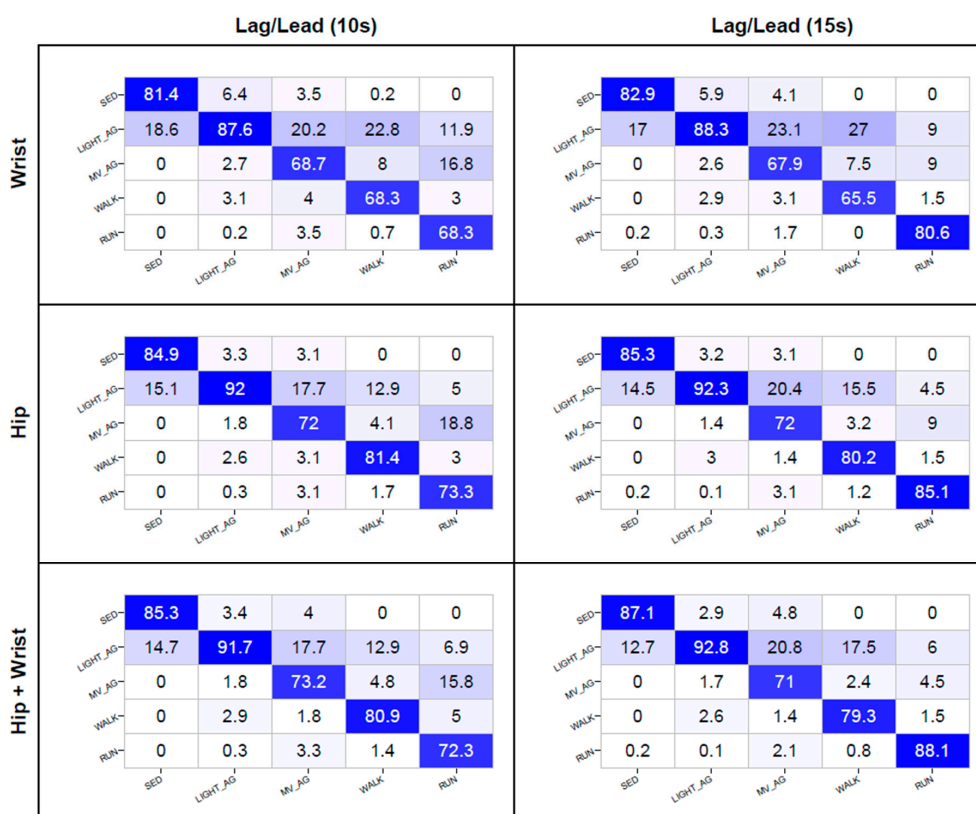 Lag/Lead (10s) Lag/Lead (15s)
Wrist
SED 81.4 6.4 3.5 0.2 0
LIGHT_AG 18.6 87.6 20.2 22.8 11.9
MV_AG 0 2.7 68.7 8 16.8
WALK 0 3.1 4 68.3 3
RUN 0 0.2 3.5 0.7 68.3
SED LIGHT_AG MV_AG WALK RUN
SED 82.9 5.9 4.1 0 0
LIGHT_AG 17 88.3 23.1 27 9
MV_AG 0 2.6 67.9 7.5 9
WALK 0 2.9 3.1 65.5 1.5
RUN 0.2 0.3 1.7 0 80.6
SED LIGHT_AG MV_AG WALK RUN
Hip
SED 84.9 3.3 3.1 0 0
LIGHT_AG 15.1 92 17.7 12.9 5
MV_AG 0 1.8 72 4.1 18.8
WALK 0 2.6 3.1 81.4 3
RUN 0 0.3 3.1 1.7 73.3
SED LIGHT_AG MV_AG WALK RUN
SED 85.3 3.2 3.1 0 0
LIGHT_AG 14.5 92.3 20.4 15.5 4.5
MV_AG 0 1.4 72 3.2 9
WALK 0 3 1.4 80.2 1.5
RUN 0.2 0.1 3.1 1.2 85.1
SED LIGHT_AG MV_AG WALK RUN
Hip + Wrist
SED 85.3 3.4 4 0 0
LIGHT_AG 14.7 91.7 17.7 12.9 6.9
MV_AG 0 1.8 73.2 4.8 15.8
WALK 0 2.9 1.8 80.9 5
RUN 0 0.3 3.3 1.4 72.3
SED LIGHT_AG MV_AG WALK RUN
SED 87.1 2.9 4.8 0 0
LIGHT_AG 12.7 92.8 20.8 17.5 6
MV_AG 0 1.7 71 2.4 4.5
WALK 0 2.6 1.4 79.3 1.5
RUN 0.2 0.1 2.1 0.8 88.1
SED LIGHT_AG MV_AG WALK RUN